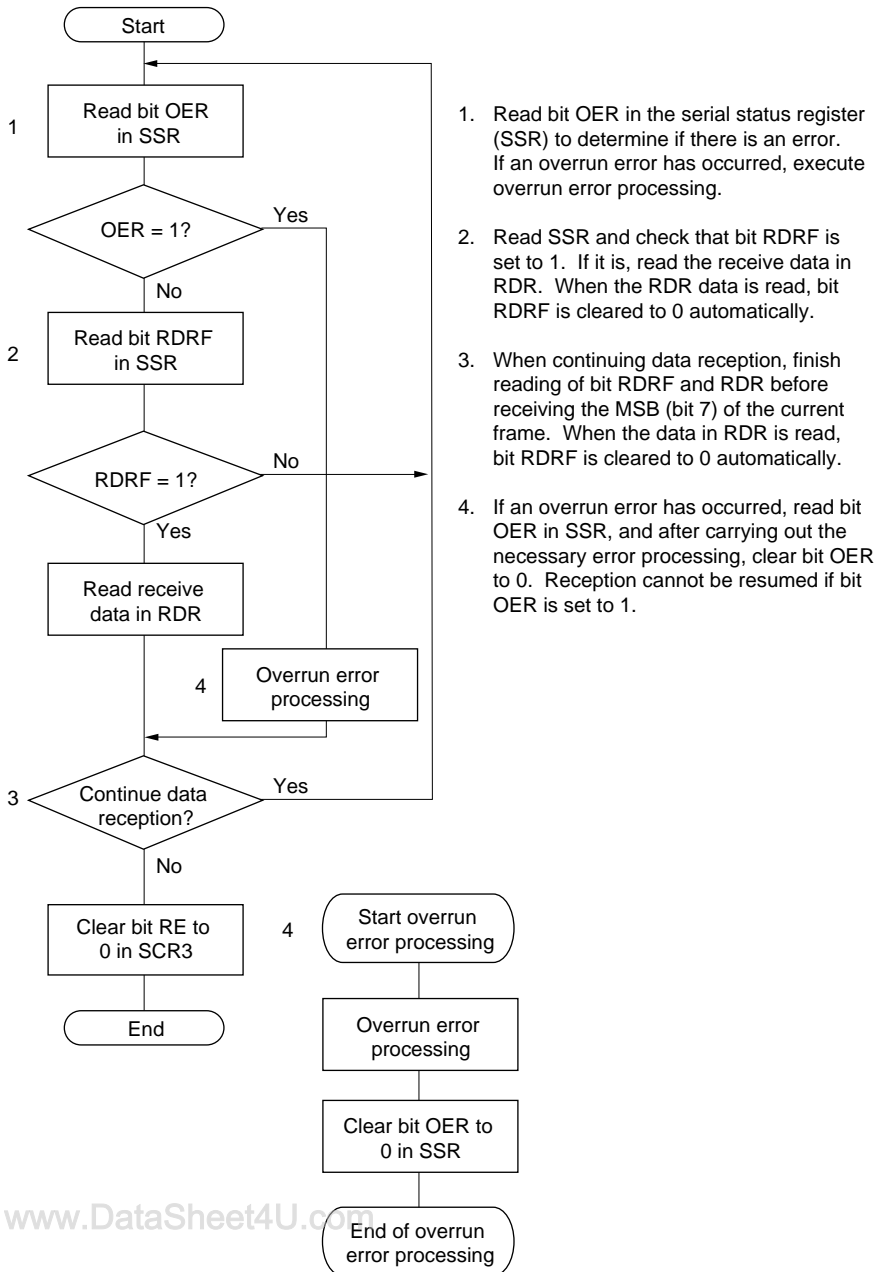 Start
1
Read bit OER
in SSR
OER = 1?
Yes
No
2
Read bit RDRF
in SSR
RDRF = 1?
No
Yes
Read receive
data in RDR
4
Overrun error
processing
3
Continue data
reception?
Yes
No
Clear bit RE to
0 in SCR3
End
4
Start overrun
error processing
Overrun error
processing
Clear bit OER to
0 in SSR
End of overrun
error processing
1. Read bit OER in the serial status register
(SSR) to determine if there is an error.
If an overrun error has occurred, execute
overrun error processing.
2. Read SSR and check that bit RDRF is
set to 1. If it is, read the receive data in
RDR. When the RDR data is read, bit
RDRF is cleared to 0 automatically.
3. When continuing data reception, finish
reading of bit RDRF and RDR before
receiving the MSB (bit 7) of the current
frame. When the data in RDR is read,
bit RDRF is cleared to 0 automatically.
4. If an overrun error has occurred, read bit
OER in SSR, and after carrying out the
necessary error processing, clear bit OER
to 0. Reception cannot be resumed if bit
OER is set to 1.
www.DataSheet4U.com